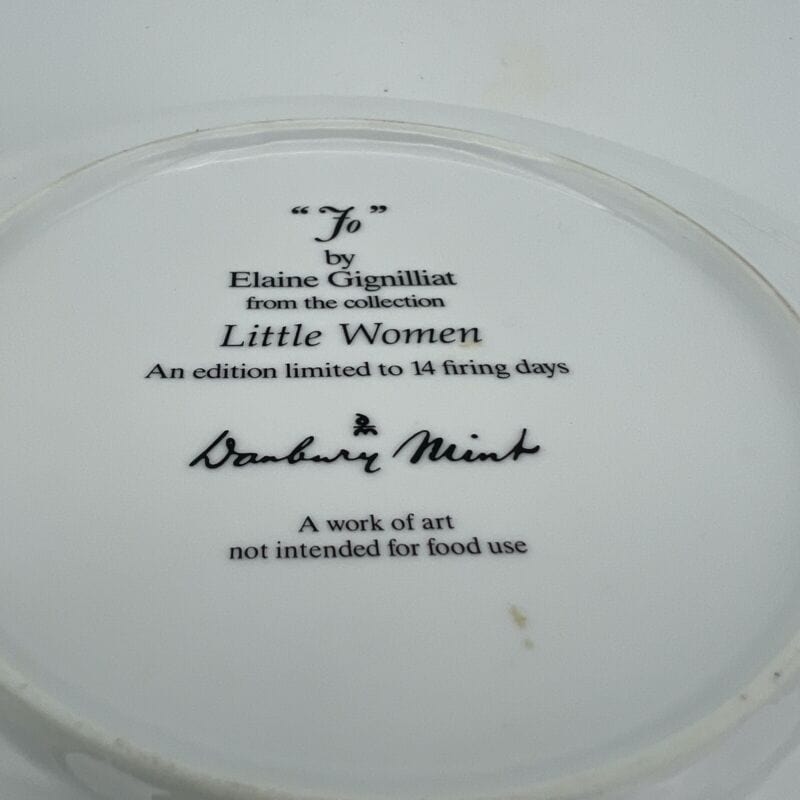 “Jo”
by
Elaine Gignilliat
from the collection
Little Women
An edition limited to 14 firing days
DM
Danbury Mint
A work of art
not intended for food use